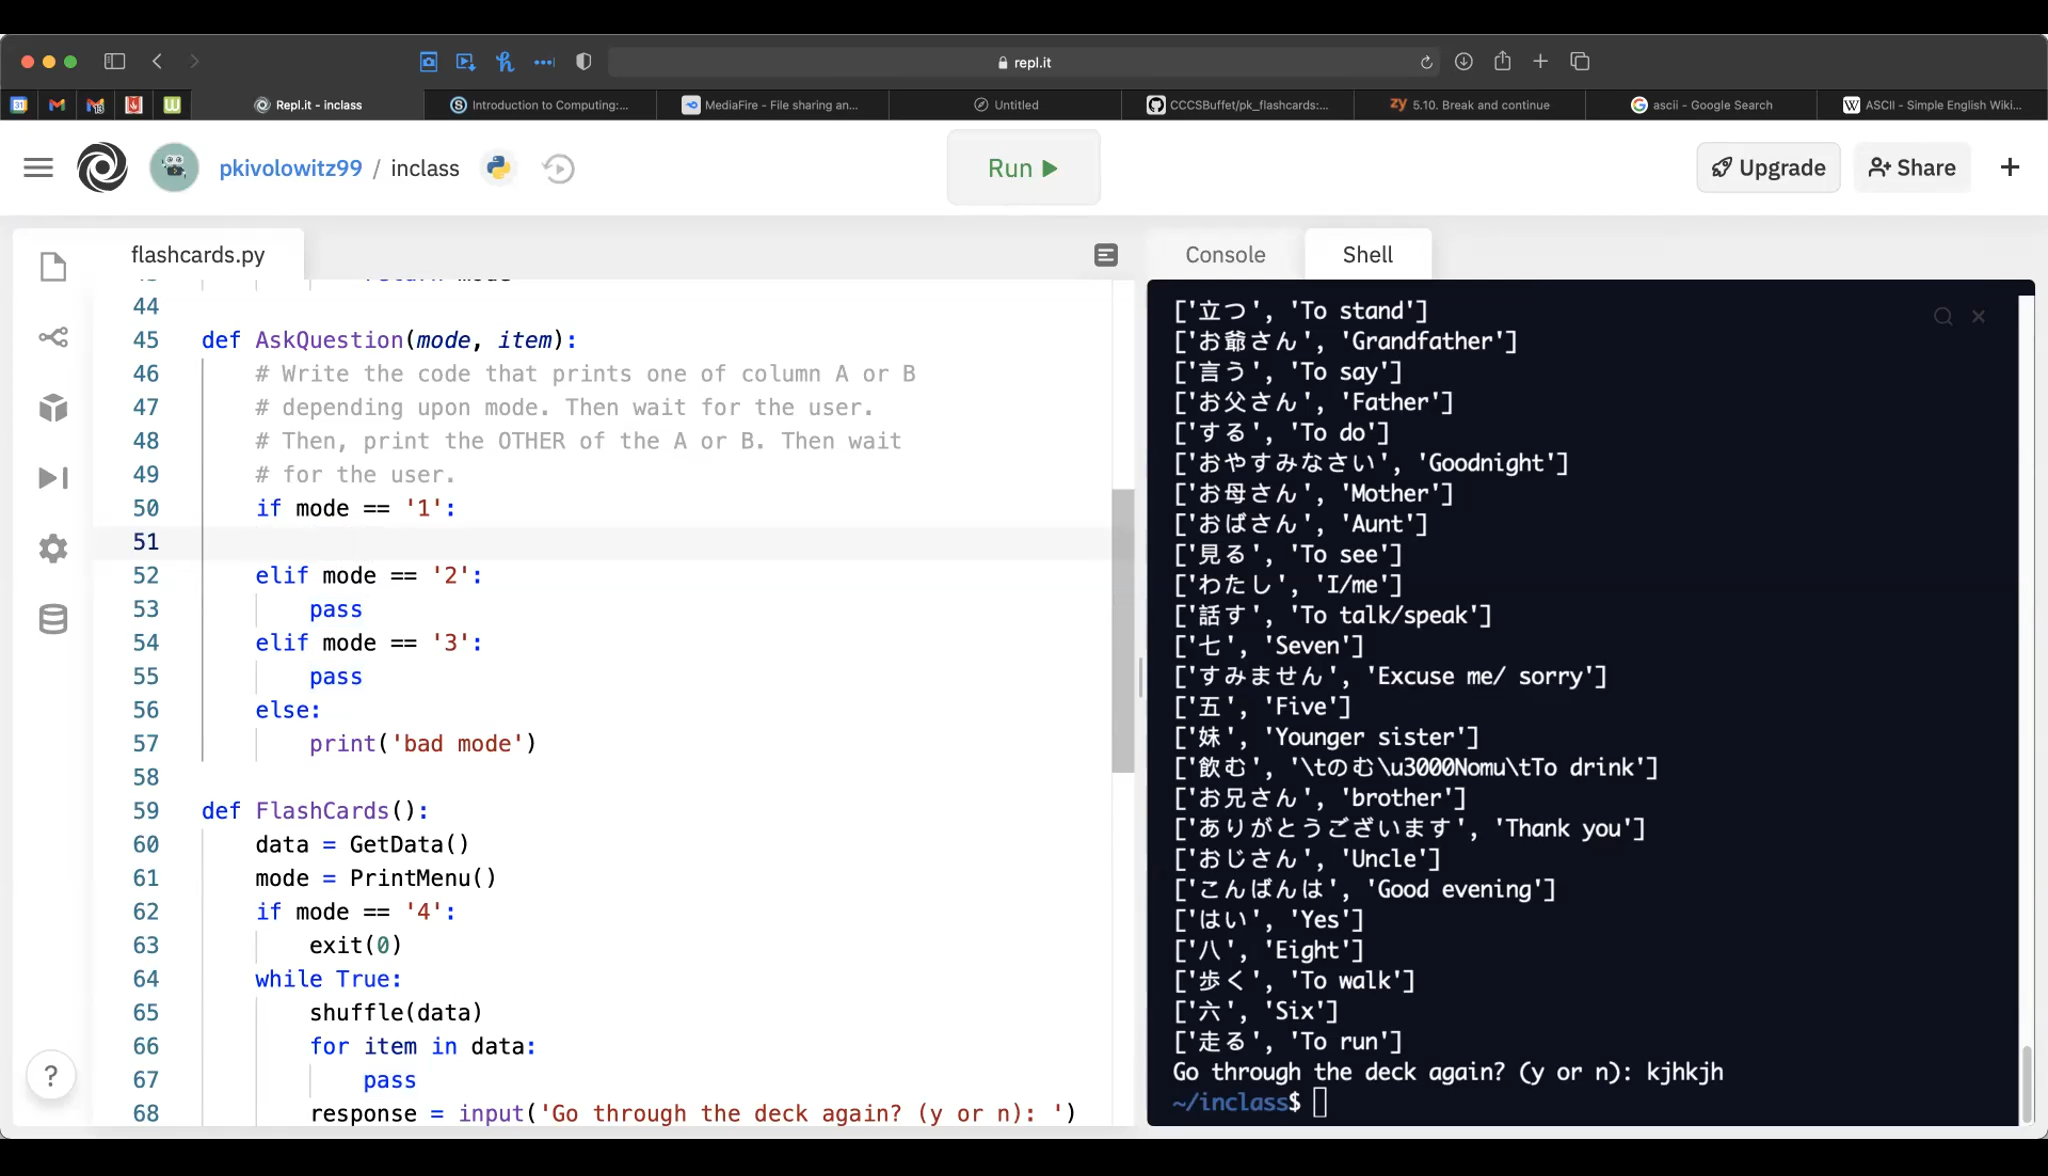 repl.it
31
Repl.it - inclass
Introduction to Computing:...
MediaFire - File sharing an...
Untitled
CCCSBuffet/pk_flashcards:...
zy 5.10. Break and continue
ascii - Google Search
W ASCII - Simple English Wiki...
pkivolowitz99 / inclass
Run
Upgrade
Share
flashcards.py
44
45 def AskQuestion(mode, item):
46 # Write the code that prints one of column A or B
47 # depending upon mode. Then wait for the user.
48 # Then, print the OTHER of the A or B. Then wait
49 # for the user.
50 if mode == '1':
51
52 elif mode == '2':
53 pass
54 elif mode == '3':
55 pass
56 else:
57 print('bad mode')
58
59 def FlashCards():
60 data = GetData()
61 mode = PrintMenu()
62 if mode == '4':
63 exit(0)
64 while True:
65 shuffle(data)
66 for item in data:
67 pass
68 response = input('Go through the deck again? (y or n): ')
?
Console
Shell
['立つ', 'To stand']
['お爺さん', 'Grandfather']
['言う', 'To say']
['お父さん', 'Father']
['する', 'To do']
['おやすみなさい', 'Goodnight']
['お母さん', 'Mother']
['おばさん', 'Aunt']
['見る', 'To see']
['わたし', 'I/me']
['話す', 'To talk/speak']
['七', 'Seven']
['すみません', 'Excuse me/ sorry']
['五', 'Five']
['妹', 'Younger sister']
['飲む', '\tのむ\u3000Nomu\tTo drink']
['お兄さん', 'brother']
['ありがとうございます', 'Thank you']
['おじさん', 'Uncle']
['こんばんは', 'Good evening']
['はい', 'Yes']
['八', 'Eight']
['歩く', 'To walk']
['六', 'Six']
['走る', 'To run']
Go through the deck again? (y or n): kjhkjh
~/inclass$